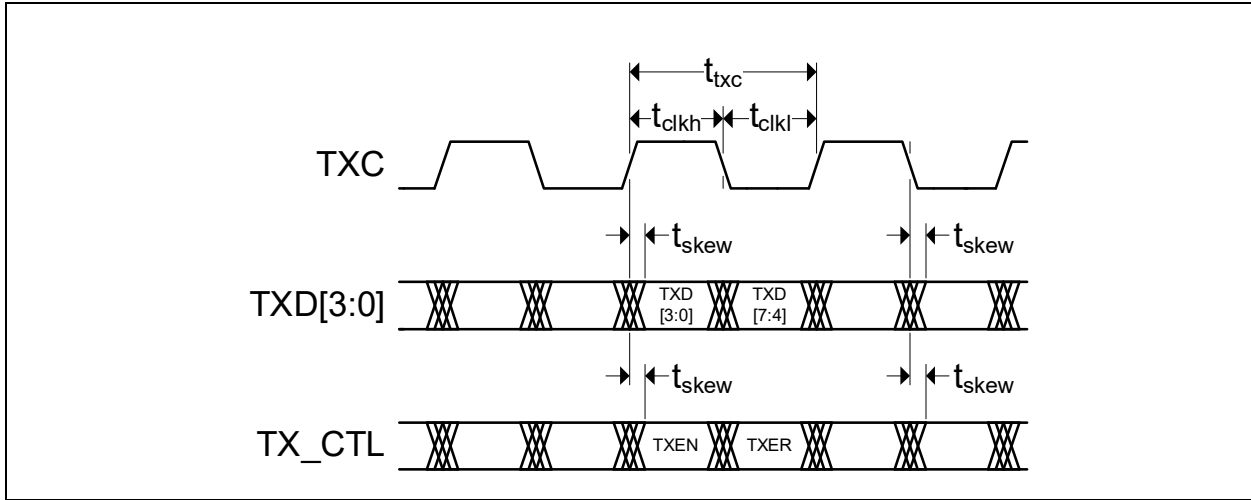 t_txc
t_clkh t_clkl
TXC
t_skew t_skew
TXD[3:0] TXD [3:0] TXD [7:4]
t_skew t_skew
TX_CTL TXEN TXER